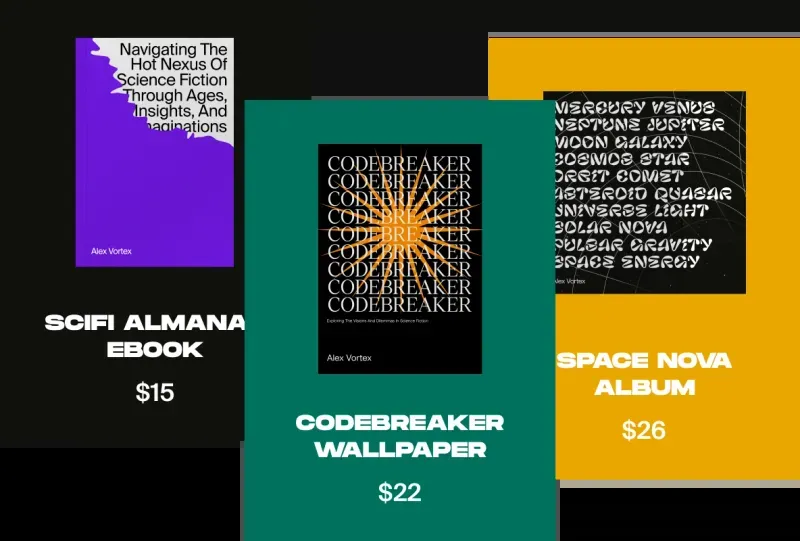 Navigating The
Hot Nexus Of
Science Fiction
Through Ages,
Insights, And
Alex Vortex
SCIFI
EBOOK
$15
CODEBREAKER
CODEBREAKER
CODEBREAKER
CODEBREAKER
CODEBREAKER
CODEBREAKER
CODEBREAKER
CODEBREAKER
CODEBREAKER
Exploring The Visions And Dilemmas In Science Fiction
Alex Vortex
CODEBREAKER
WALLPAPER
$22
MERCURY VENUS
NEPTUNE JUPITER
MOON GALAXY
COSMOS STAR
ORBIT COMET
ASTEROID QUASAR
UNIVERSE LIGHT
SOLAR NOVA
PULSAR GRAVITY
SPACE ENERGY
Alex Vortex
SPACE NOVA
ALBUM
$26